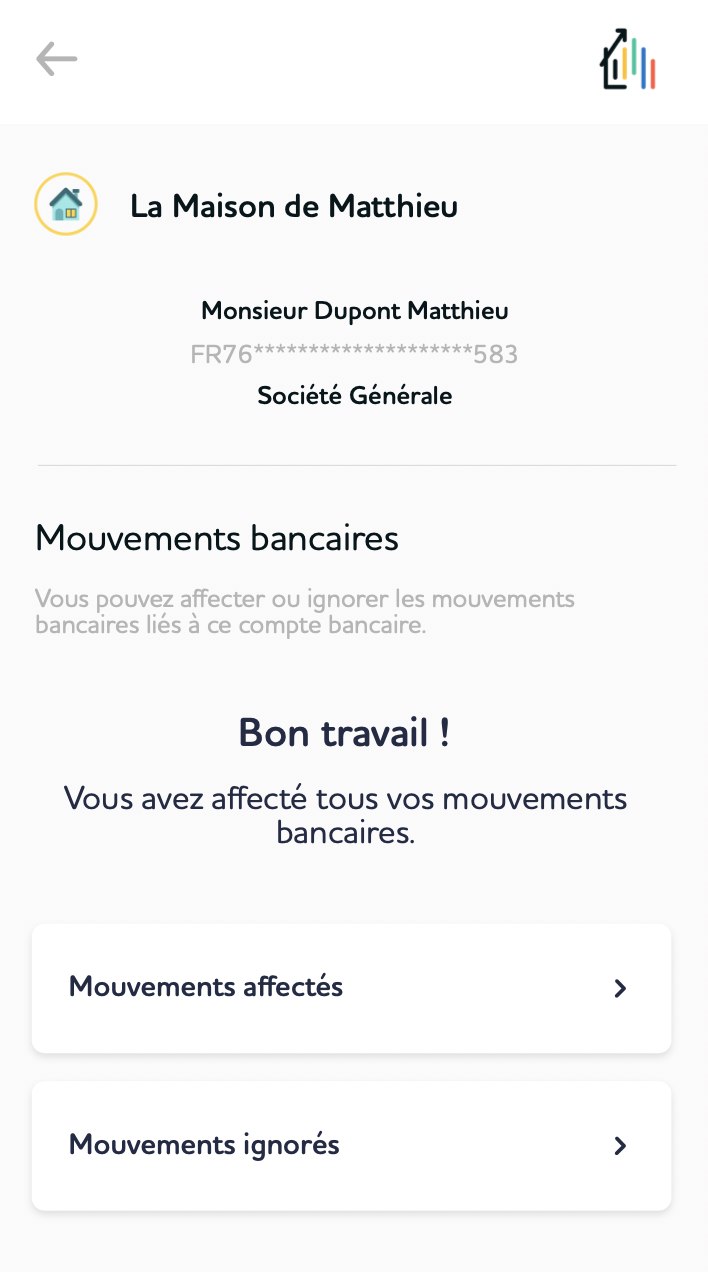 La Maison de Matthieu
Monsieur Dupont Matthieu
FR76********************583
Société Générale
Mouvements bancaires
Vous pouvez affecter ou ignorer les mouvements
bancaires liés à ce compte bancaire.
Bon travail !
Vous avez affecté tous vos mouvements
bancaires.
Mouvements affectés
Mouvements ignorés